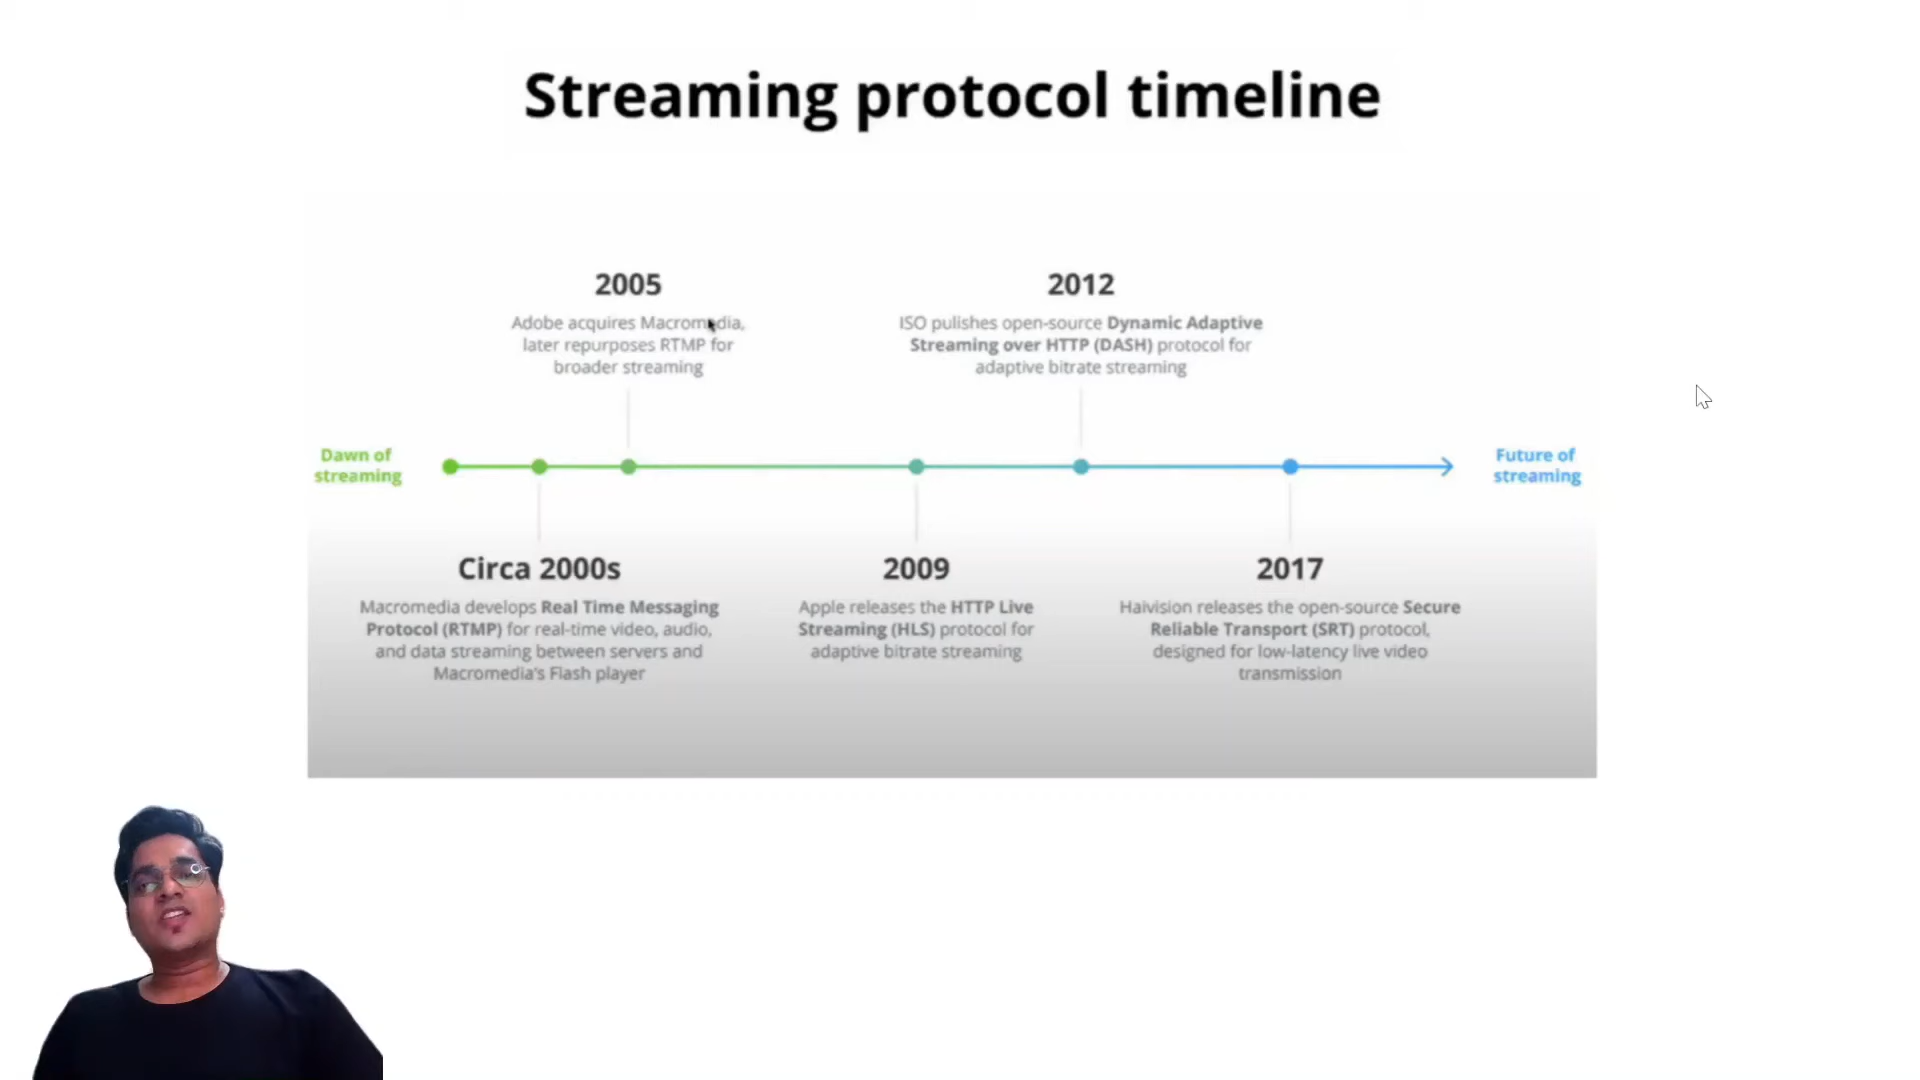 Streaming protocol timeline
2005
Adobe acquires Macromedia,
later repurposes RTMP for
broader streaming
2012
ISO pulishes open-source Dynamic Adaptive
Streaming over HTTP (DASH) protocol for
adaptive bitrate streaming
Dawn of
streaming
Future of
streaming
Circa 2000s
Macromedia develops Real Time Messaging
Protocol (RTMP) for real-time video, audio,
and data streaming between servers and
Macromedia's Flash player
2009
Apple releases the HTTP Live
Streaming (HLS) protocol for
adaptive bitrate streaming
2017
Haivision releases the open-source Secure
Reliable Transport (SRT) protocol,
designed for low-latency live video
transmission